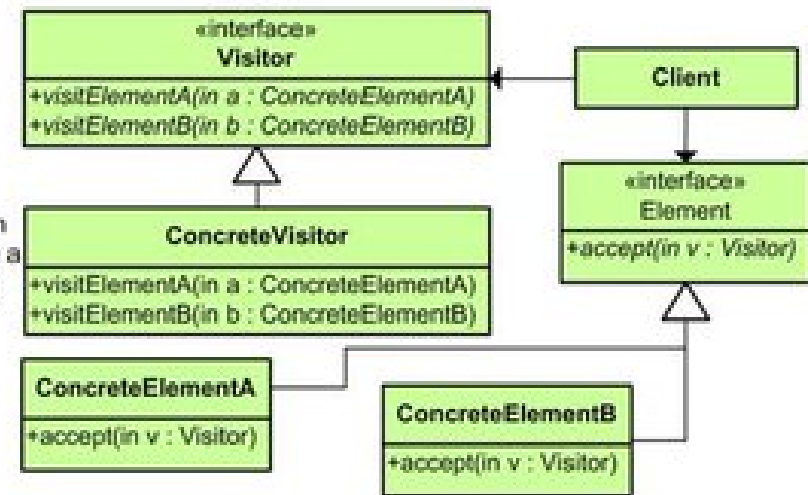 «interface»
Visitor
+visitElementA(in a : ConcreteElementA)
+visitElementB(in b : ConcreteElementB)
Client
«interface»
Element
+accept(in v : Visitor)
a
ConcreteVisitor
+visitElementA(in a : ConcreteElementA)
+visitElementB(in b : ConcreteElementB)
ConcreteElementA
+accept(in v : Visitor)
ConcreteElementB
+accept(in v : Visitor)